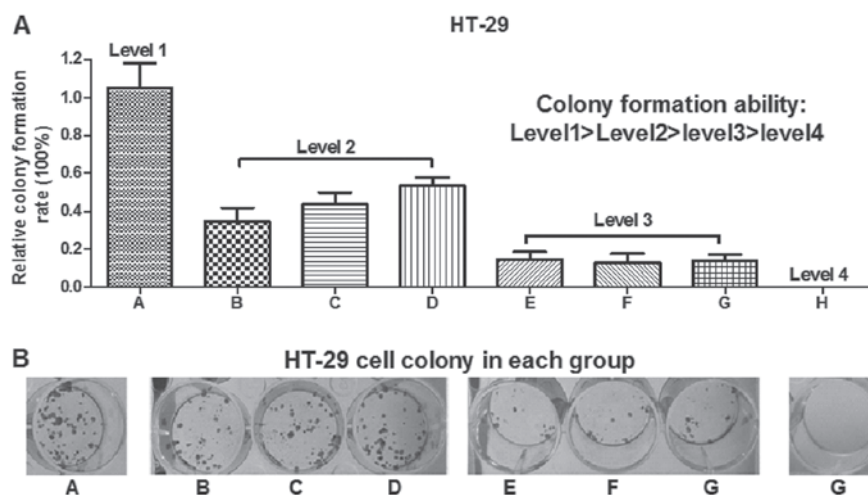 A
HT-29
Level 1
Relative colony formation
rate (100%)
1.2
1.0
0.8
0.6
0.4
0.2
0.0
Level 2
Colony formation ability:
Level1>Level2>level3>level4
Level 3
Level 4
A B C D E F G H
B
HT-29 cell colony in each group
A B C D E F G G